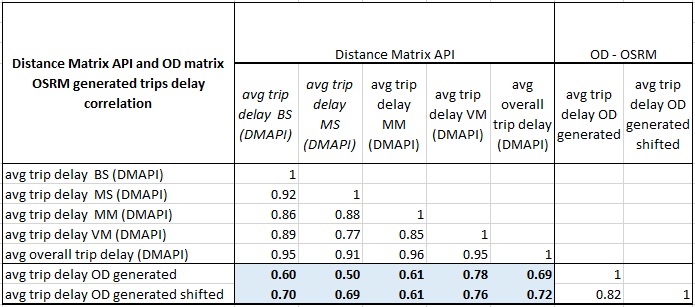 Distance Matrix API and OD matrix OSRM generated trips delay correlation
Distance Matrix API
OD - OSRM
avg trip delay BS (DMAPI)
avg trip delay MS (DMAPI)
avg trip delay MM (DMAPI)
avg trip delay VM (DMAPI)
avg overall trip delay (DMAPI)
avg trip delay OD generated
avg trip delay OD generated shifted
avg trip delay BS (DMAPI) 1
avg trip delay MS (DMAPI) 0.92 1
avg trip delay MM (DMAPI) 0.86 0.88 1
avg trip delay VM (DMAPI) 0.89 0.77 0.85 1
avg overall trip delay (DMAPI) 0.95 0.91 0.96 0.95 1
avg trip delay OD generated 0.60 0.50 0.61 0.78 0.69 1
avg trip delay OD generated shifted 0.70 0.69 0.61 0.76 0.72 0.82 1